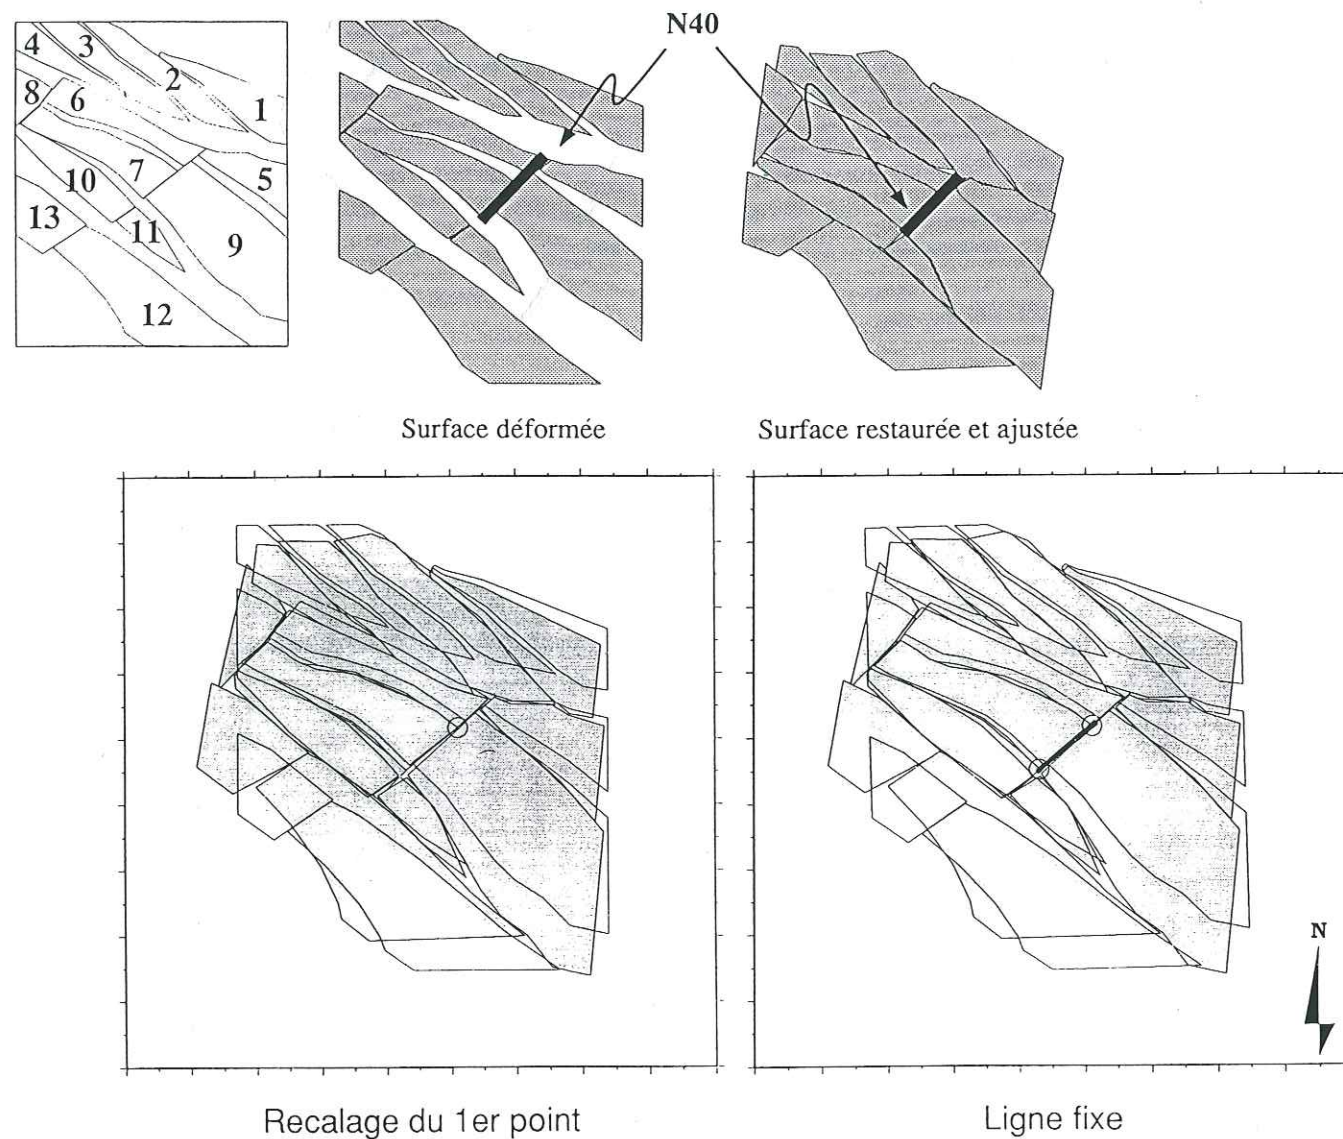 N40
4
3
2
1
8
6
7
5
10
13
11
9
12
Surface déformée
Surface restaurée et ajustée
N
Recalage du 1er point
Ligne fixe